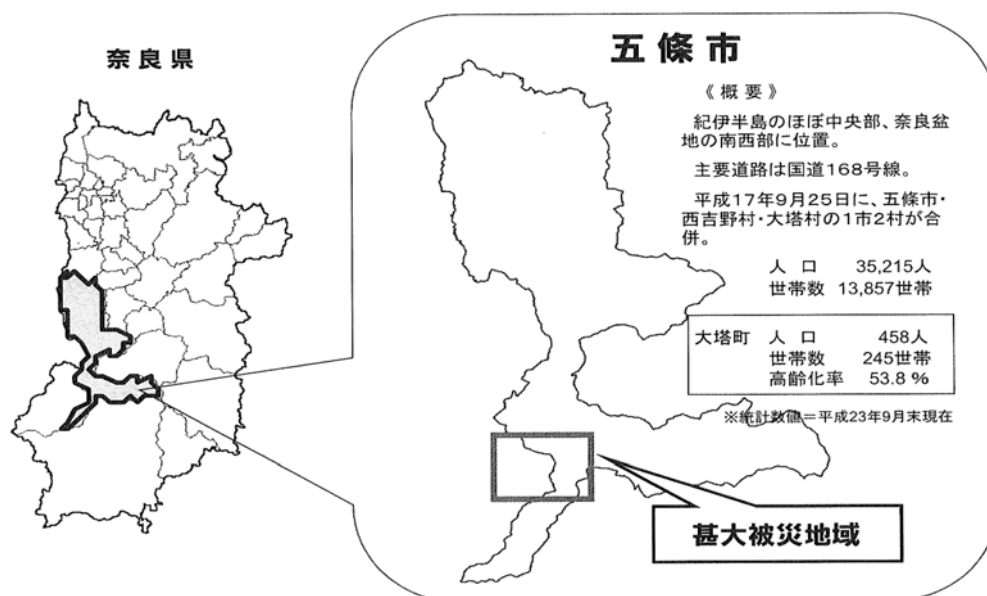 奈良県
五條市
《 概 要 》
紀伊半島のほぼ中央部、奈良盆
地の南西部に位置。
主要道路は国道168号線。
平成17年9月25日に、五條市・
西吉野村・大塔村の1市2村が合
併。
人 口 35,215人
世帯数 13,857世帯
大塔町 人 口 458人
世帯数 245世帯
高齢化率 53.8 %
※統計数値＝平成23年9月末現在
甚大被災地域